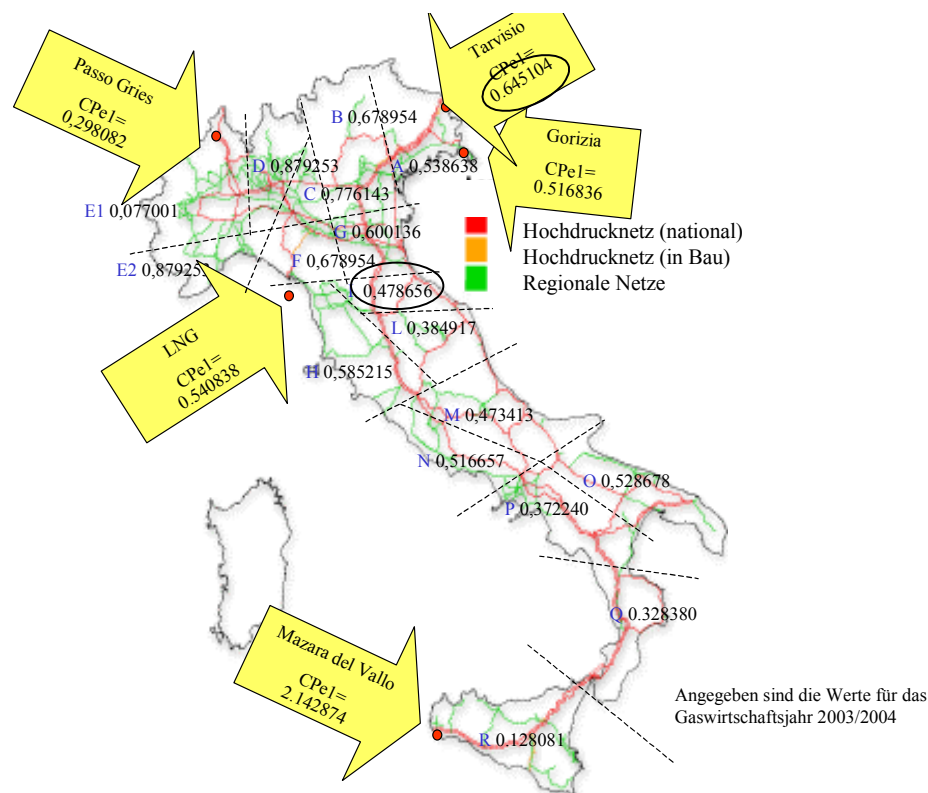 Tarvisio
CPe1=
0.645104
Passo Gries
CPe1=
0,298082
B 0,678954
Gorizia
CPe1=
0.516836
D 0,879253
A 0,538638
C 0,776143
E1 0,077001
G 0,600136
Hochdrucknetz (national)
Hochdrucknetz (in Bau)
Regionale Netze
F 0,678954
E2 0,87925
0,478656
LNG
CPe1=
0.540838
L 0,384917
H 0,585215
M 0,473413
N 0,516657
O 0,528678
P 0,372240
Q 0.328380
Mazara del Vallo
CPe1=
2.142874
Angegeben sind die Werte für das
Gaswirtschaftsjahr 2003/2004
R 0.128081